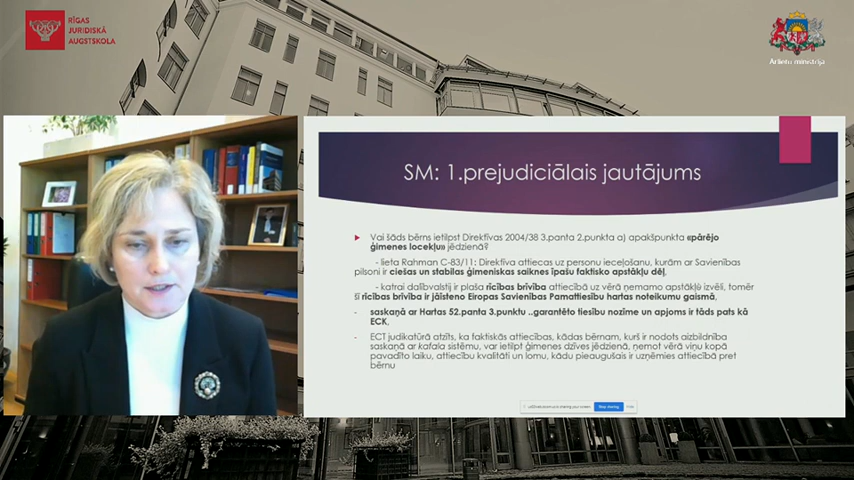 RĪGAS
JURIDISKĀ
AUGSTSKOLA
Ārlietu ministrija
SM: 1.prejudiciālais jautājums
Vai šāds bērns ietilpst Direktīvas 2004/38 3.panta 2.punkta a) apakšpunkta «pārējo
ģimenes locekļu» jēdzienā?
- lieta Rahman C-83/11: Direktīva attiecas uz personu ieceļošanu, kurām ar Savienības
pilsoni ir ciešas un stabilas ģimeniskas saiknes īpašu faktisko apstākļu dēļ,
- katrai dalībvalstij ir plaša rīcības brīvība attiecībā uz vērā ņemamo apstākļu izvēli, tomēr
šī rīcības brīvība ir jāīsteno Eiropas Savienības Pamattiesību hartas noteikumu gaismā,
- saskaņā ar Hartas 52.panta 3.punktu ..garantēto tiesību nozīme un apjoms ir tāds pats kā
ECK,
- ECT judikatūrā atzīts, ka faktiskās attiecības, kādas bērnam, kurš ir nodots aizbildnība
saskaņā ar kafala sistēmu, var ietilpt ģimenes dzīves jēdzienā, ņemot vērā viņu kopā
pavadīto laiku, attiecību kvalitāti un lomu, kādu pieaugušais ir uzņēmies attiecībā pret
bērnu
Stop sharing